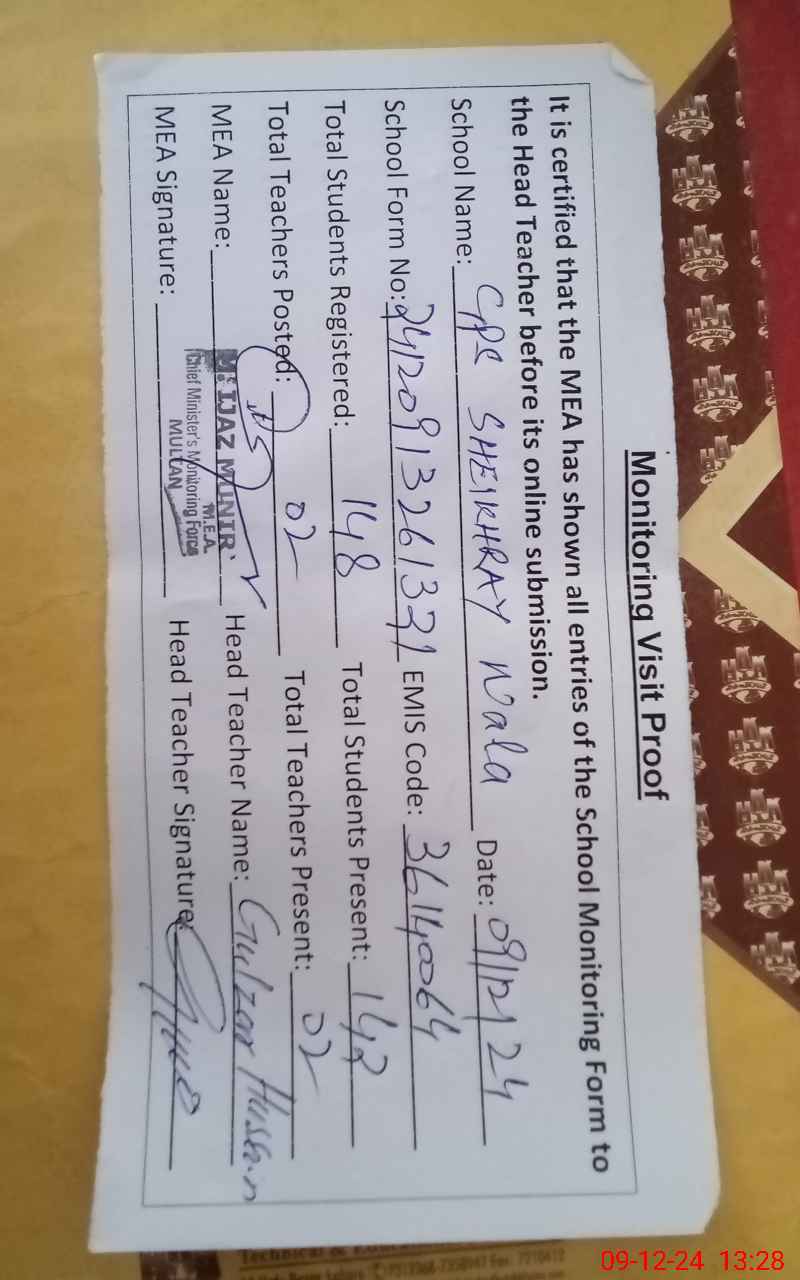 Monitoring Visit Proof
It is certified that the MEA has shown all entries of the School Monitoring Form to
the Head Teacher before its online submission.
School Name: GPS SHEIKHRAY Wala Date: 09/12/24
School Form No: EMIS Code: 36140064
Total Students Registered: 148 Total Students Present: 142
Total Teachers Posted: 02 Total Teachers Present: 02
MEA Name: M. IJAZ MUNIR Head Teacher Name: Gulzar Hussain
M.E.A.
Chief Minister's Monitoring Force
MULTAN
MEA Signature: Head Teacher Signature:
09-12-24 13:28